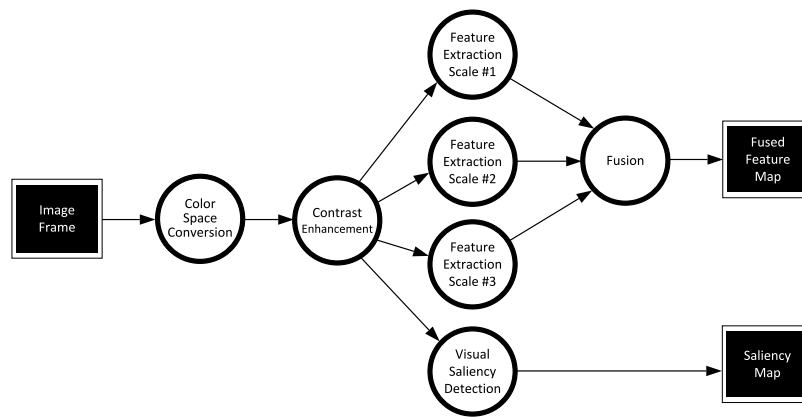 Image
Frame
Color
Space
Conversion
Contrast
Enhancement
Feature
Extraction
Scale #1
Feature
Extraction
Scale #2
Feature
Extraction
Scale #3
Visual
Saliency
Detection
Fusion
Fused
Feature
Map
Saliency
Map